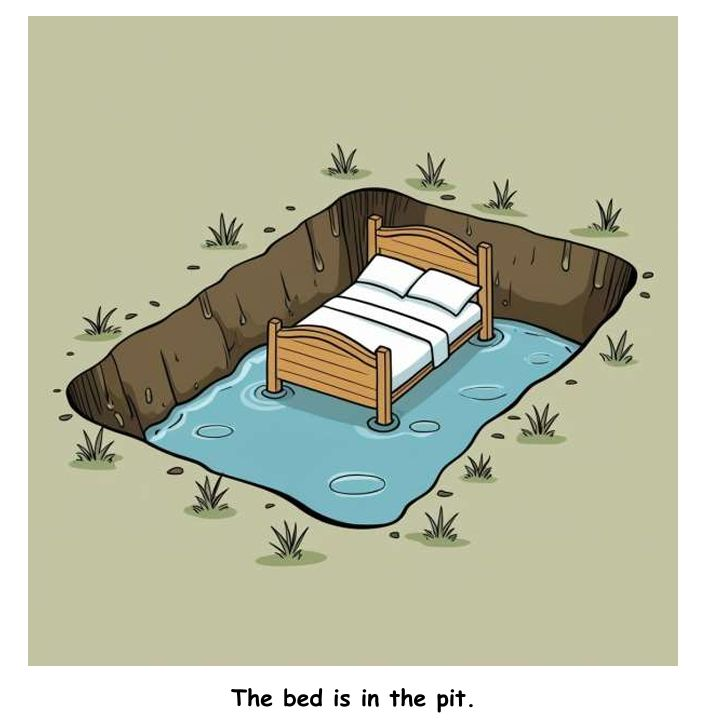 The bed is in the pit.